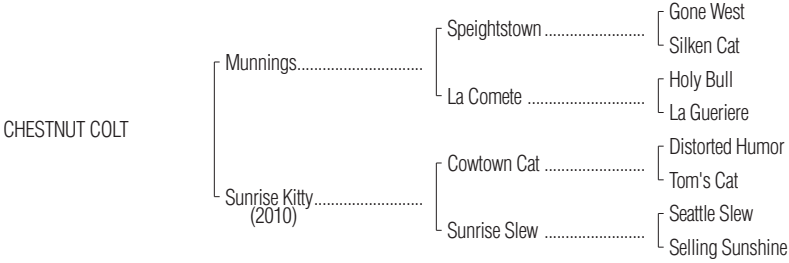 Gone West
Speightstown ........................
Silken Cat
Munnings..............................
Holy Bull
La Comete ............................
La Gueriere
CHESTNUT COLT
Distorted Humor
Cowtown Cat ........................
Tom's Cat
Sunrise Kitty..........................
(2010)
Seattle Slew
Sunrise Slew ........................
Selling Sunshine